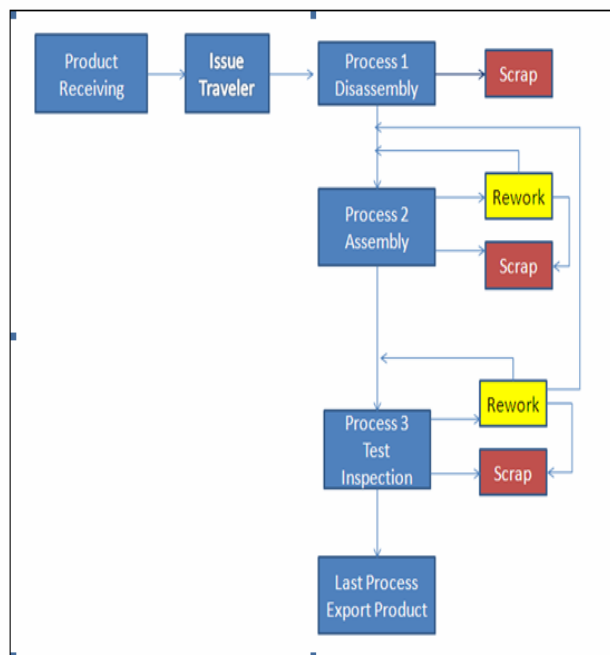 Product
Receiving
Issue
Traveler
Process 1
Disassembly
Scrap
Process 2
Assembly
Rework
Scrap
Process 3
Test
Inspection
Rework
Scrap
Last Process
Export Product